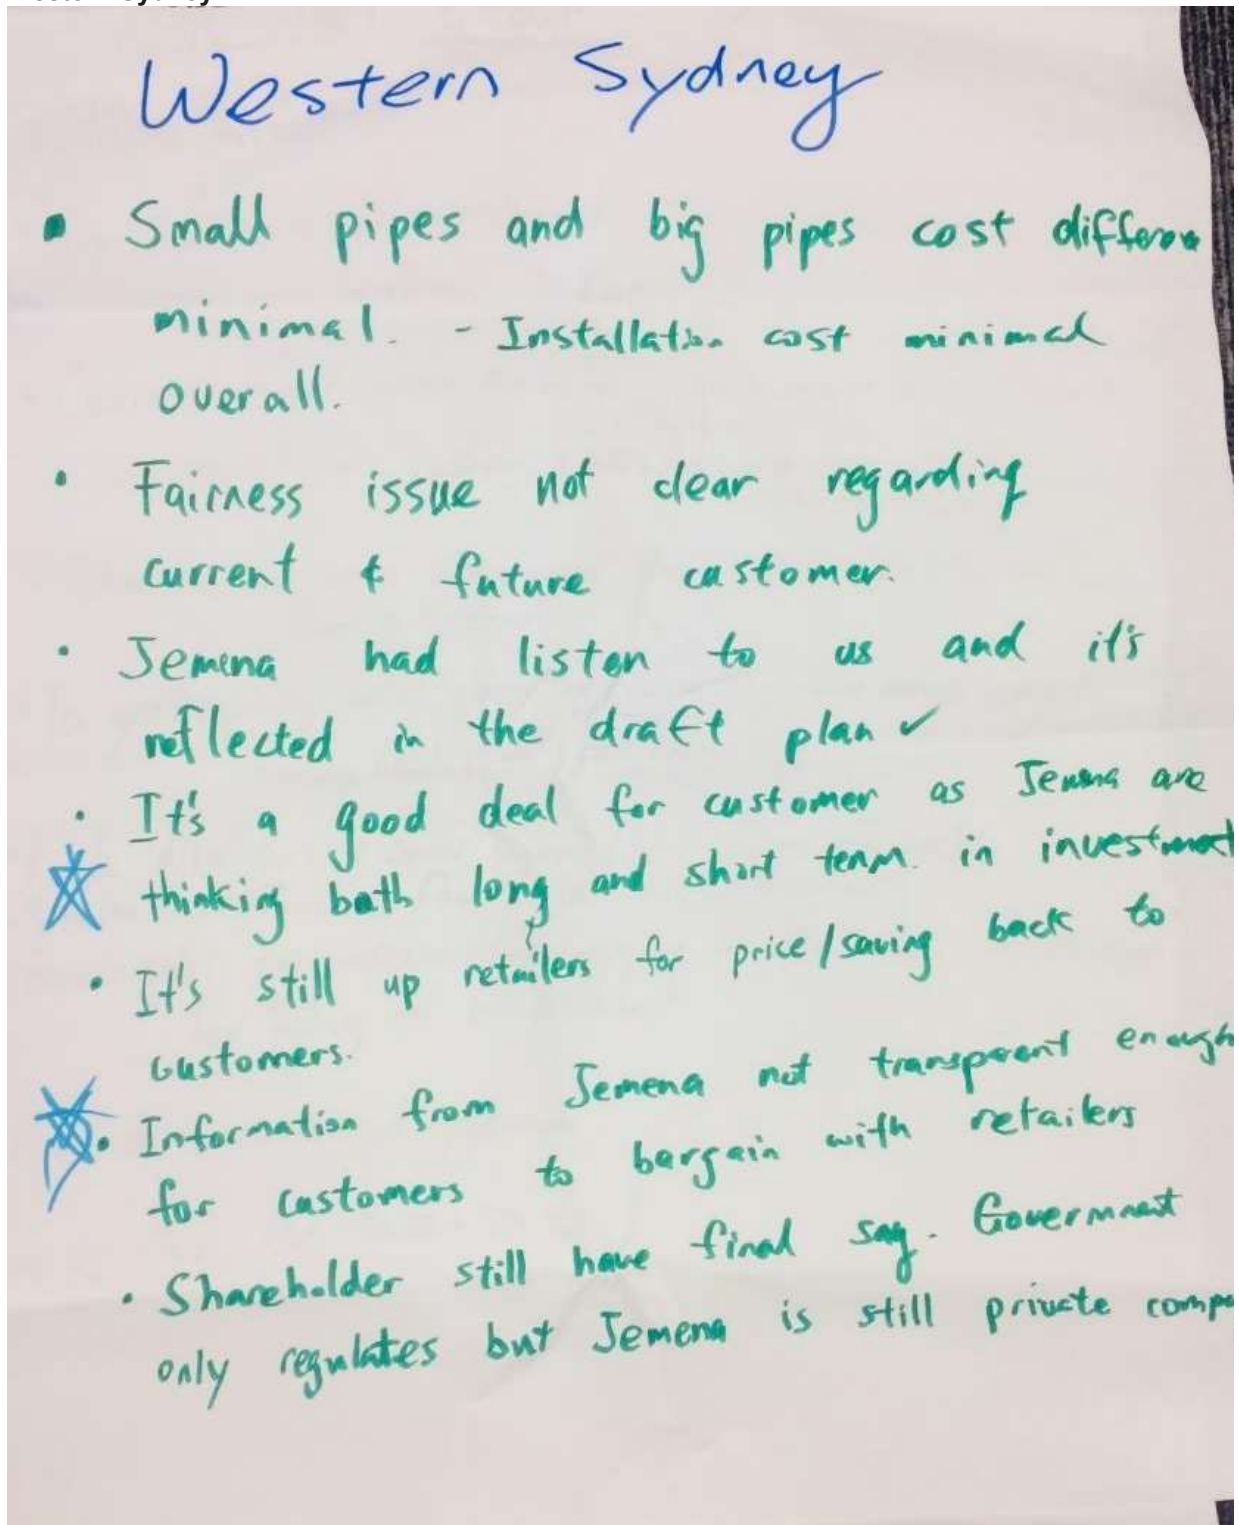 Western Sydney
• Small pipes and big pipes cost
minimal. - Installation cost minimal
overall.
• Fairness issue not clear regarding
current & future customer.
• Jemena had listen to us and it's
reflected in the draft plan ✓
• It's a good deal for customer as Jemena are
thinking both long and short term. in
• It's still up retailers for price/saving back to
customers.
• Information from Jemena not transparent enough
for customers to bargain with retailers
• Shareholder still have final say. Government
only regulates but Jemena is still private